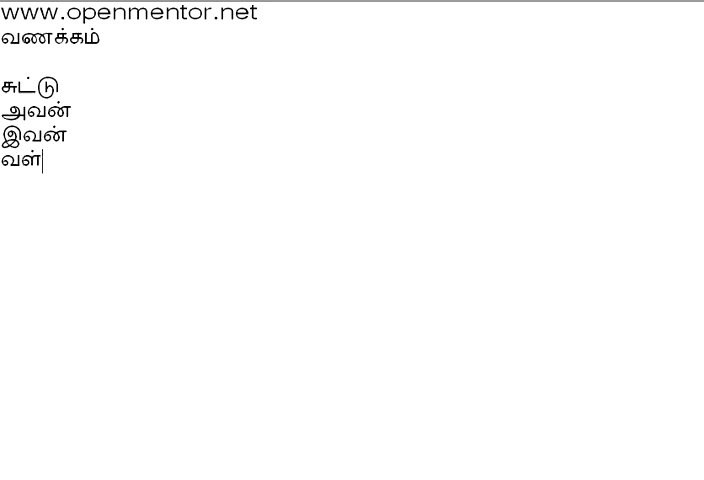 www.openmentor.net
வணக்கம்
சுட்டு
அவன்
இவன்
வள்